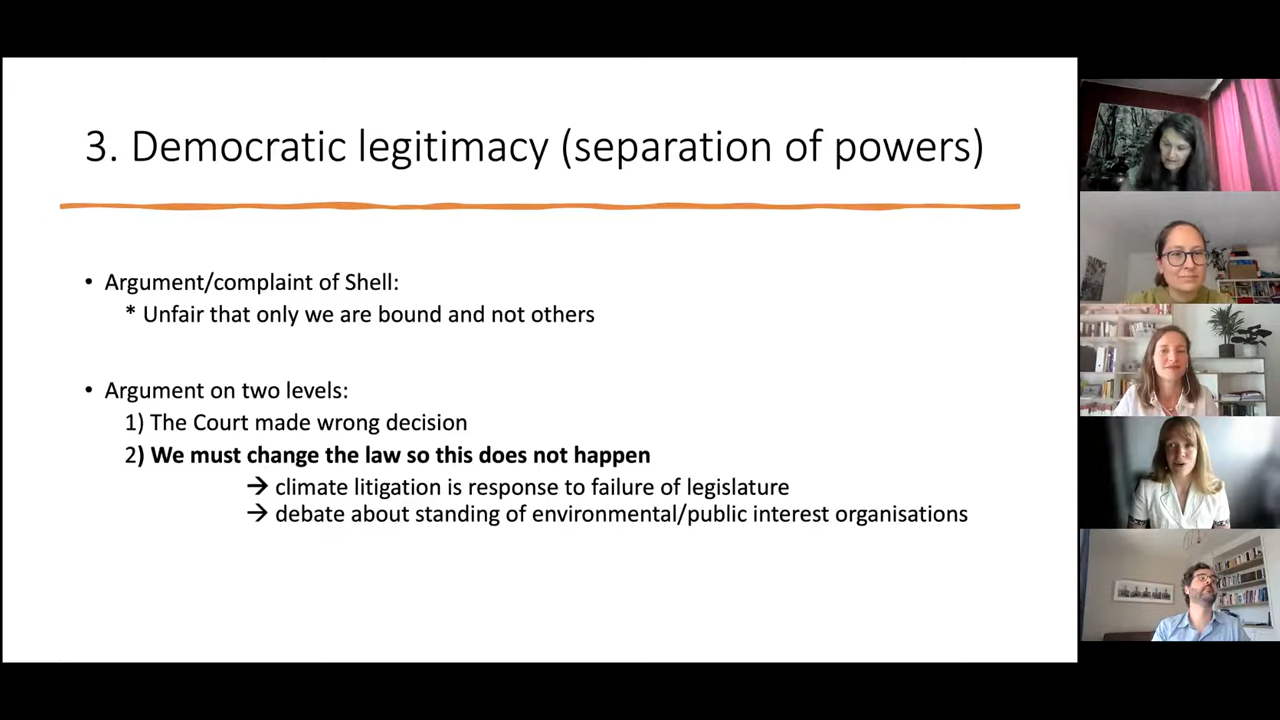 3. Democratic legitimacy (separation of powers)
• Argument/complaint of Shell:
* Unfair that only we are bound and not others
• Argument on two levels:
1) The Court made wrong decision
2) We must change the law so this does not happen
→ climate litigation is response to failure of legislature
→ debate about standing of environmental/public interest organisations